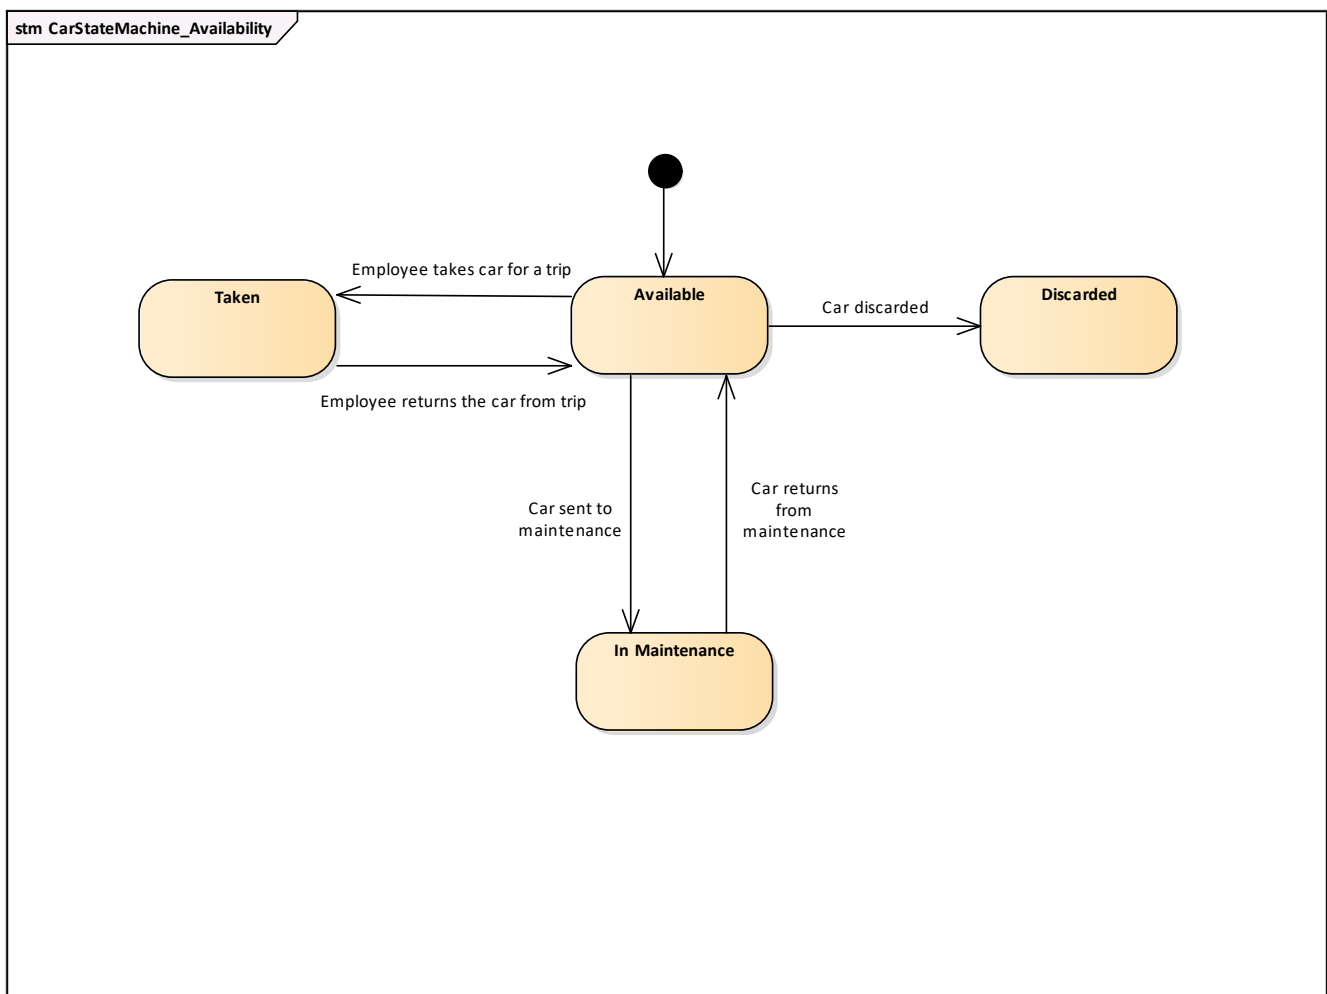 stm CarStateMachine_Availability
Employee takes car for a trip
Taken
Available
Discarded
Car discarded
Employee returns the car from trip
Car sent to
maintenance
Car returns
from
maintenance
In Maintenance